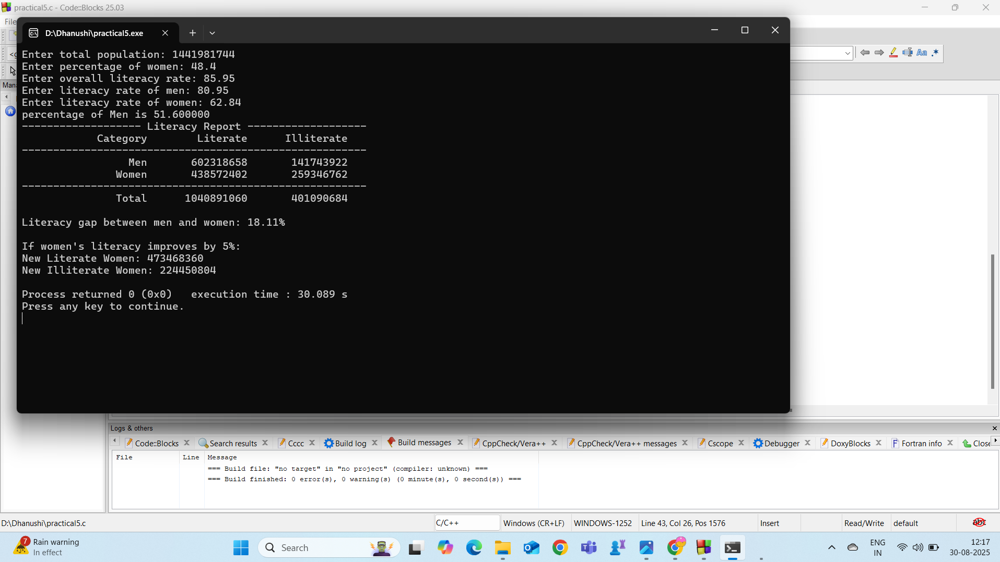 practical5.c - Code::Blocks 25.03
File
D:\Dhanushi\practical5.exe
Enter total population: 1441981744
Enter percentage of women: 48.4
Enter overall literacy rate: 85.95
Enter literacy rate of men: 80.95
Enter literacy rate of women: 62.84
percentage of Men is 51.600000
------------------- Literacy Report -------------------
Category Literate Illiterate
-------------------------------------------------------
Men 602318658 141743922
Women 438572402 259346762
-------------------------------------------------------
Total 1040891060 401090684
Literacy gap between men and women: 18.11%
If women's literacy improves by 5%:
New Literate Women: 473468360
New Illiterate Women: 224450804
Process returned 0 (0x0) execution time : 30.089 s
Press any key to continue.
<g
Aa .*
Man
Logs & others
Code::Blocks Search results Cccc Build log Build messages CppCheck/Vera++ CppCheck/Vera++ messages Cscope Debugger DoxyBlocks F Fortran info Close
File Line Message
=== Build file: "no target" in "no project" (compiler: unknown) ===
=== Build finished: 0 error(s), 0 warning(s) (0 minute(s), 0 second(s)) ===
D:\Dhanushi\practical5.c C/C++ Windows (CR+LF) WINDOWS-1252 Line 43, Col 26, Pos 1576 Insert Read/Write default abc
7 Rain warning
In effect
Search
ENG
IN
12:17
30-08-2025